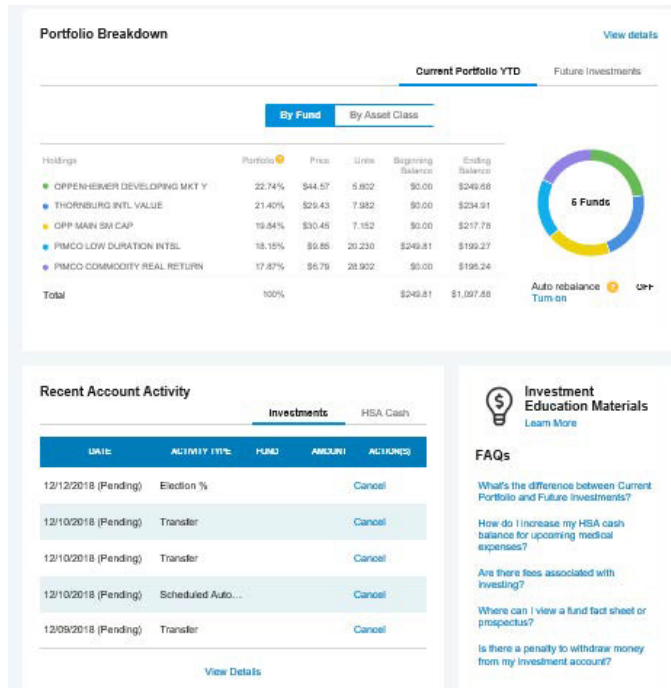 Portfolio Breakdown
View details
Current Portfolio YTD Future Investments
By Fund By Asset Class
Holdings Portfolio Price Units Beginning Balance Ending Balance
OPPENHEIMER DEVELOPING MKT Y 22.74% $44.57 5.602 $0.00 $249.68
THORNBURG INTL VALUE 21.40% $29.43 7.982 $0.00 $234.91
OPP MAIN SM CAP 19.84% $30.45 7.152 $0.00 $217.78
PIMCO LOW DURATION INTSL 18.15% $9.85 20.230 $249.81 $199.27
PIMCO COMMODITY REAL RETURN 17.87% $6.79 28.902 $0.00 $196.24
Total 100% $249.81 $1,097.88
5 Funds
Auto rebalance ? OFF
Turn on
Recent Account Activity
Investments HSA Cash
DATE ACTIVITY TYPE FUND AMOUNT ACTION(S)
12/12/2018 (Pending) Election % Cancel
12/10/2018 (Pending) Transfer Cancel
12/10/2018 (Pending) Transfer Cancel
12/10/2018 (Pending) Scheduled Auto... Cancel
12/09/2018 (Pending) Transfer Cancel
View Details
Investment
Education Materials
Learn More
FAQs
What's the difference between Current
Portfolio and Future Investments?
How do I increase my HSA cash
balance for upcoming medical
expenses?
Are there fees associated with
investing?
Where can I view a fund fact sheet or
prospectus?
Is there a penalty to withdraw money
from my investment account?